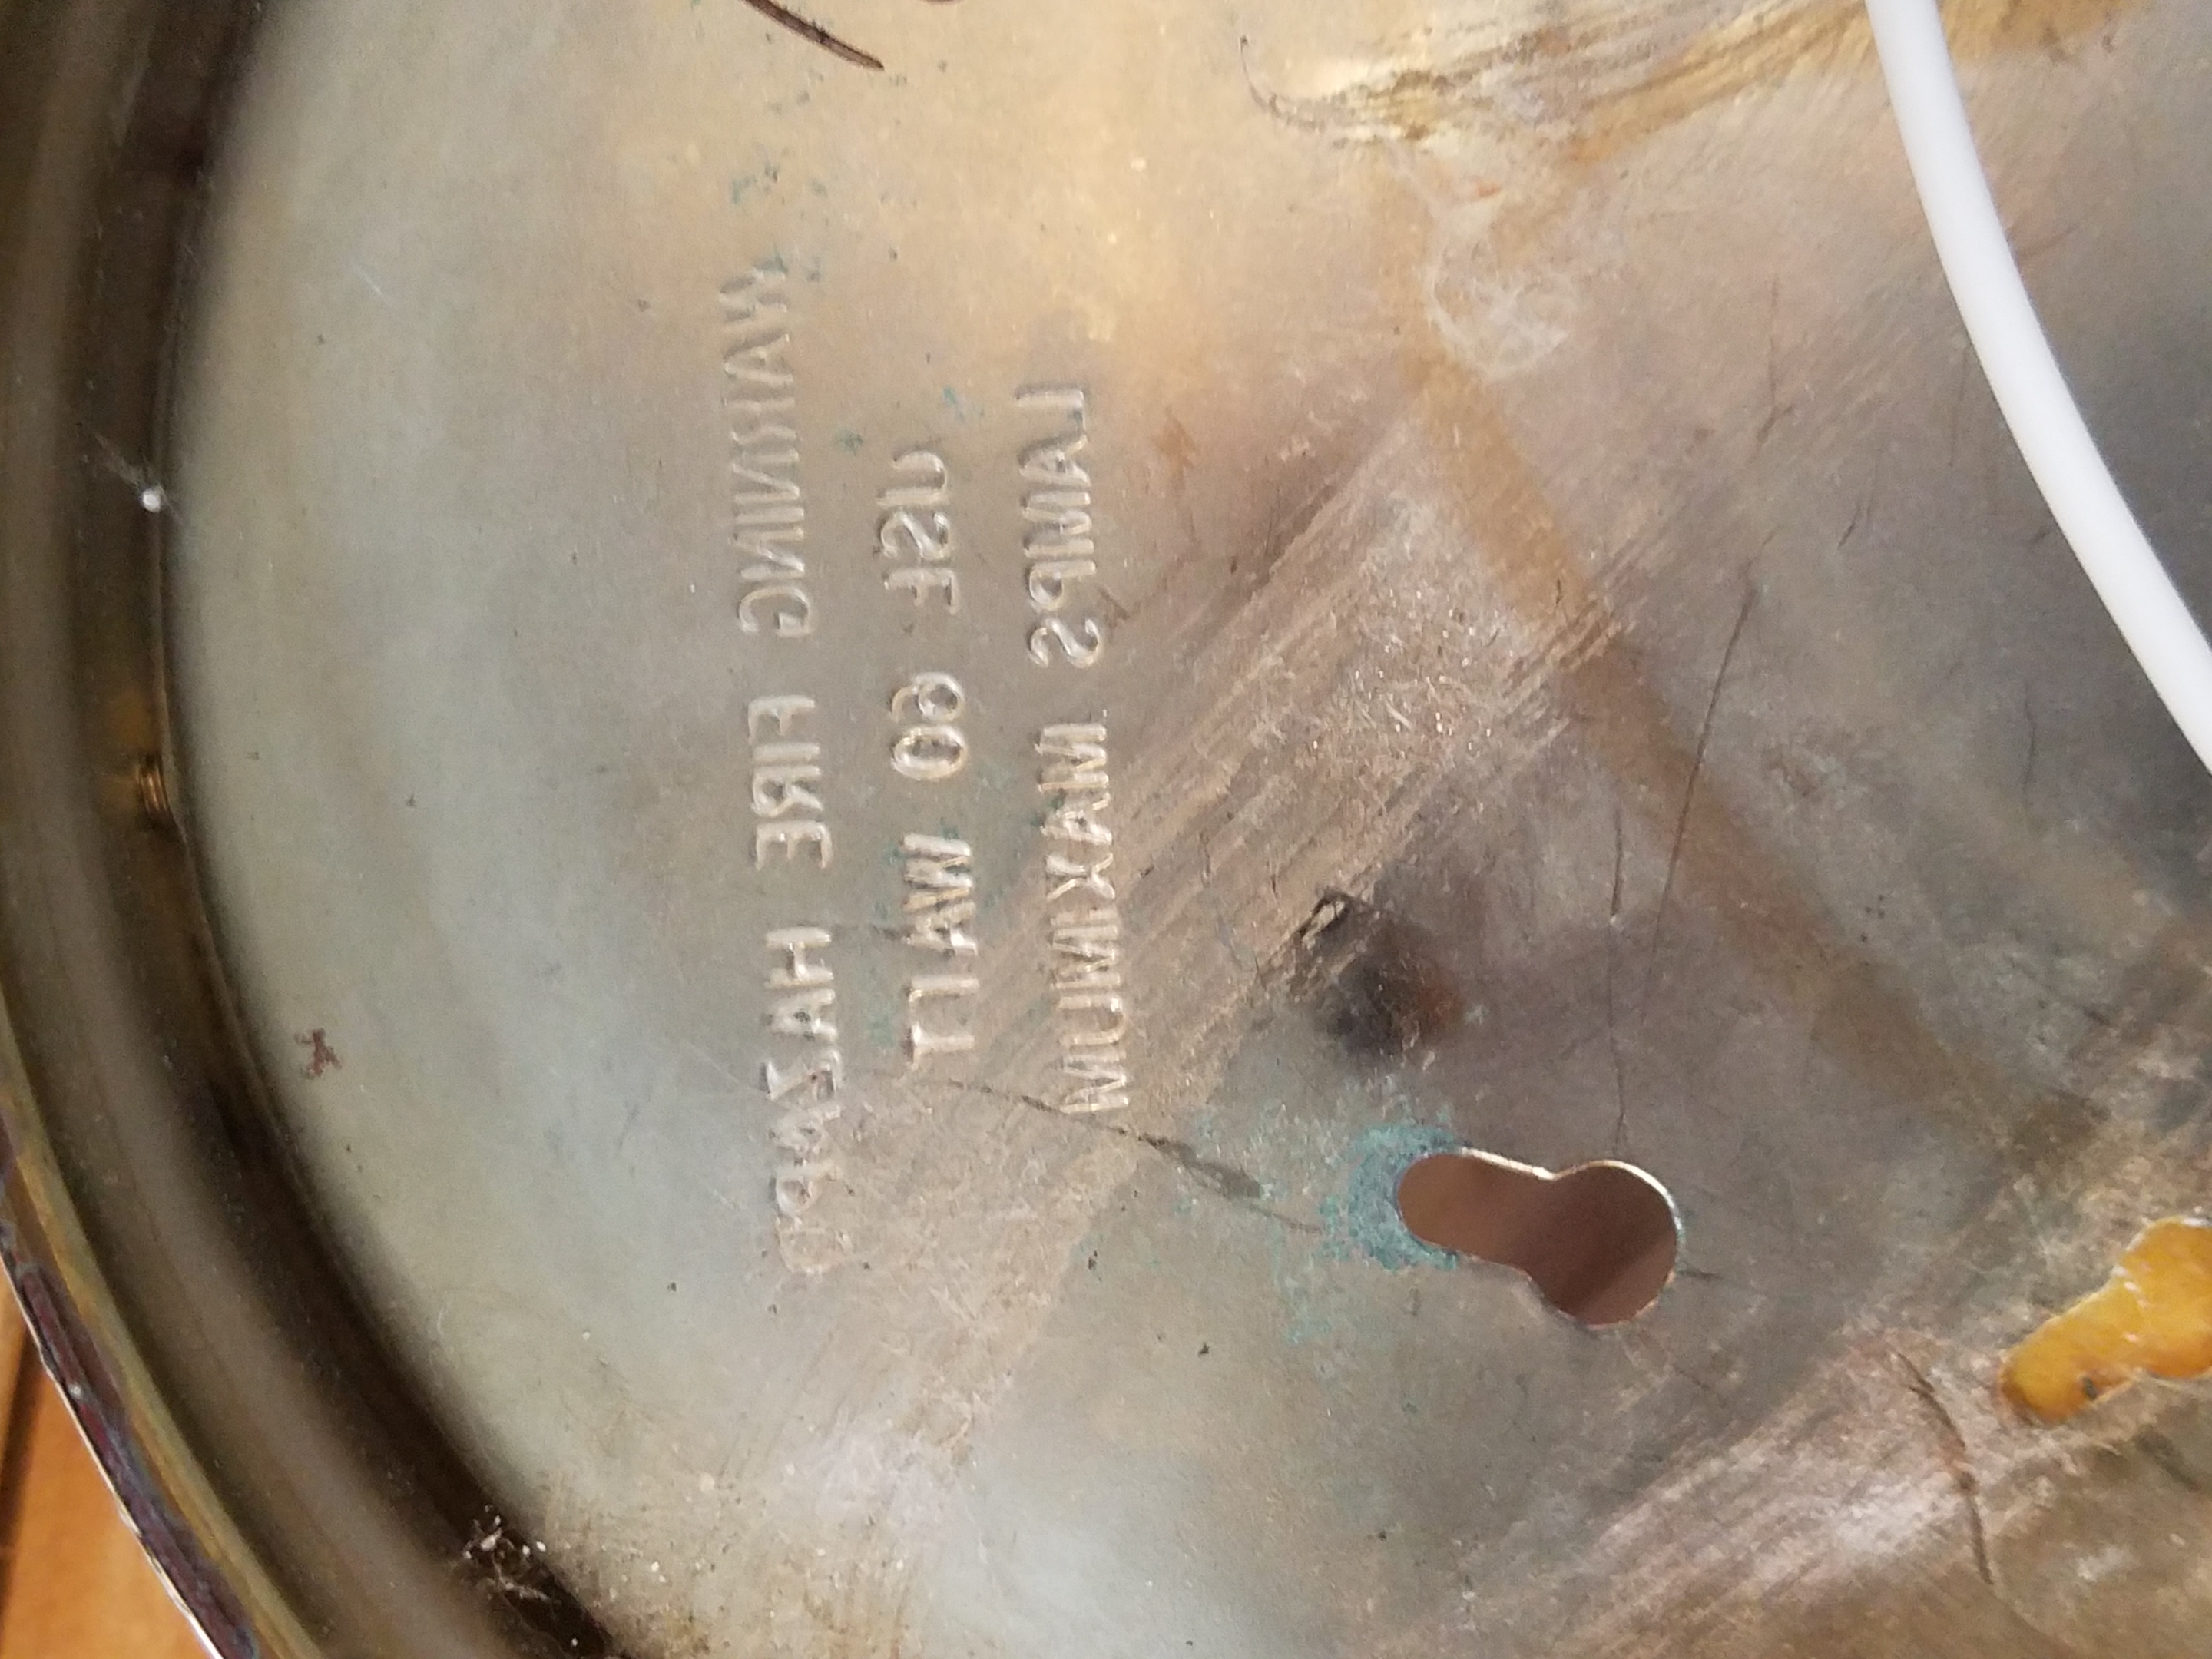 WARNING FIRE HAZARD
USE 60 WATT
LAMPS MAXIMUM